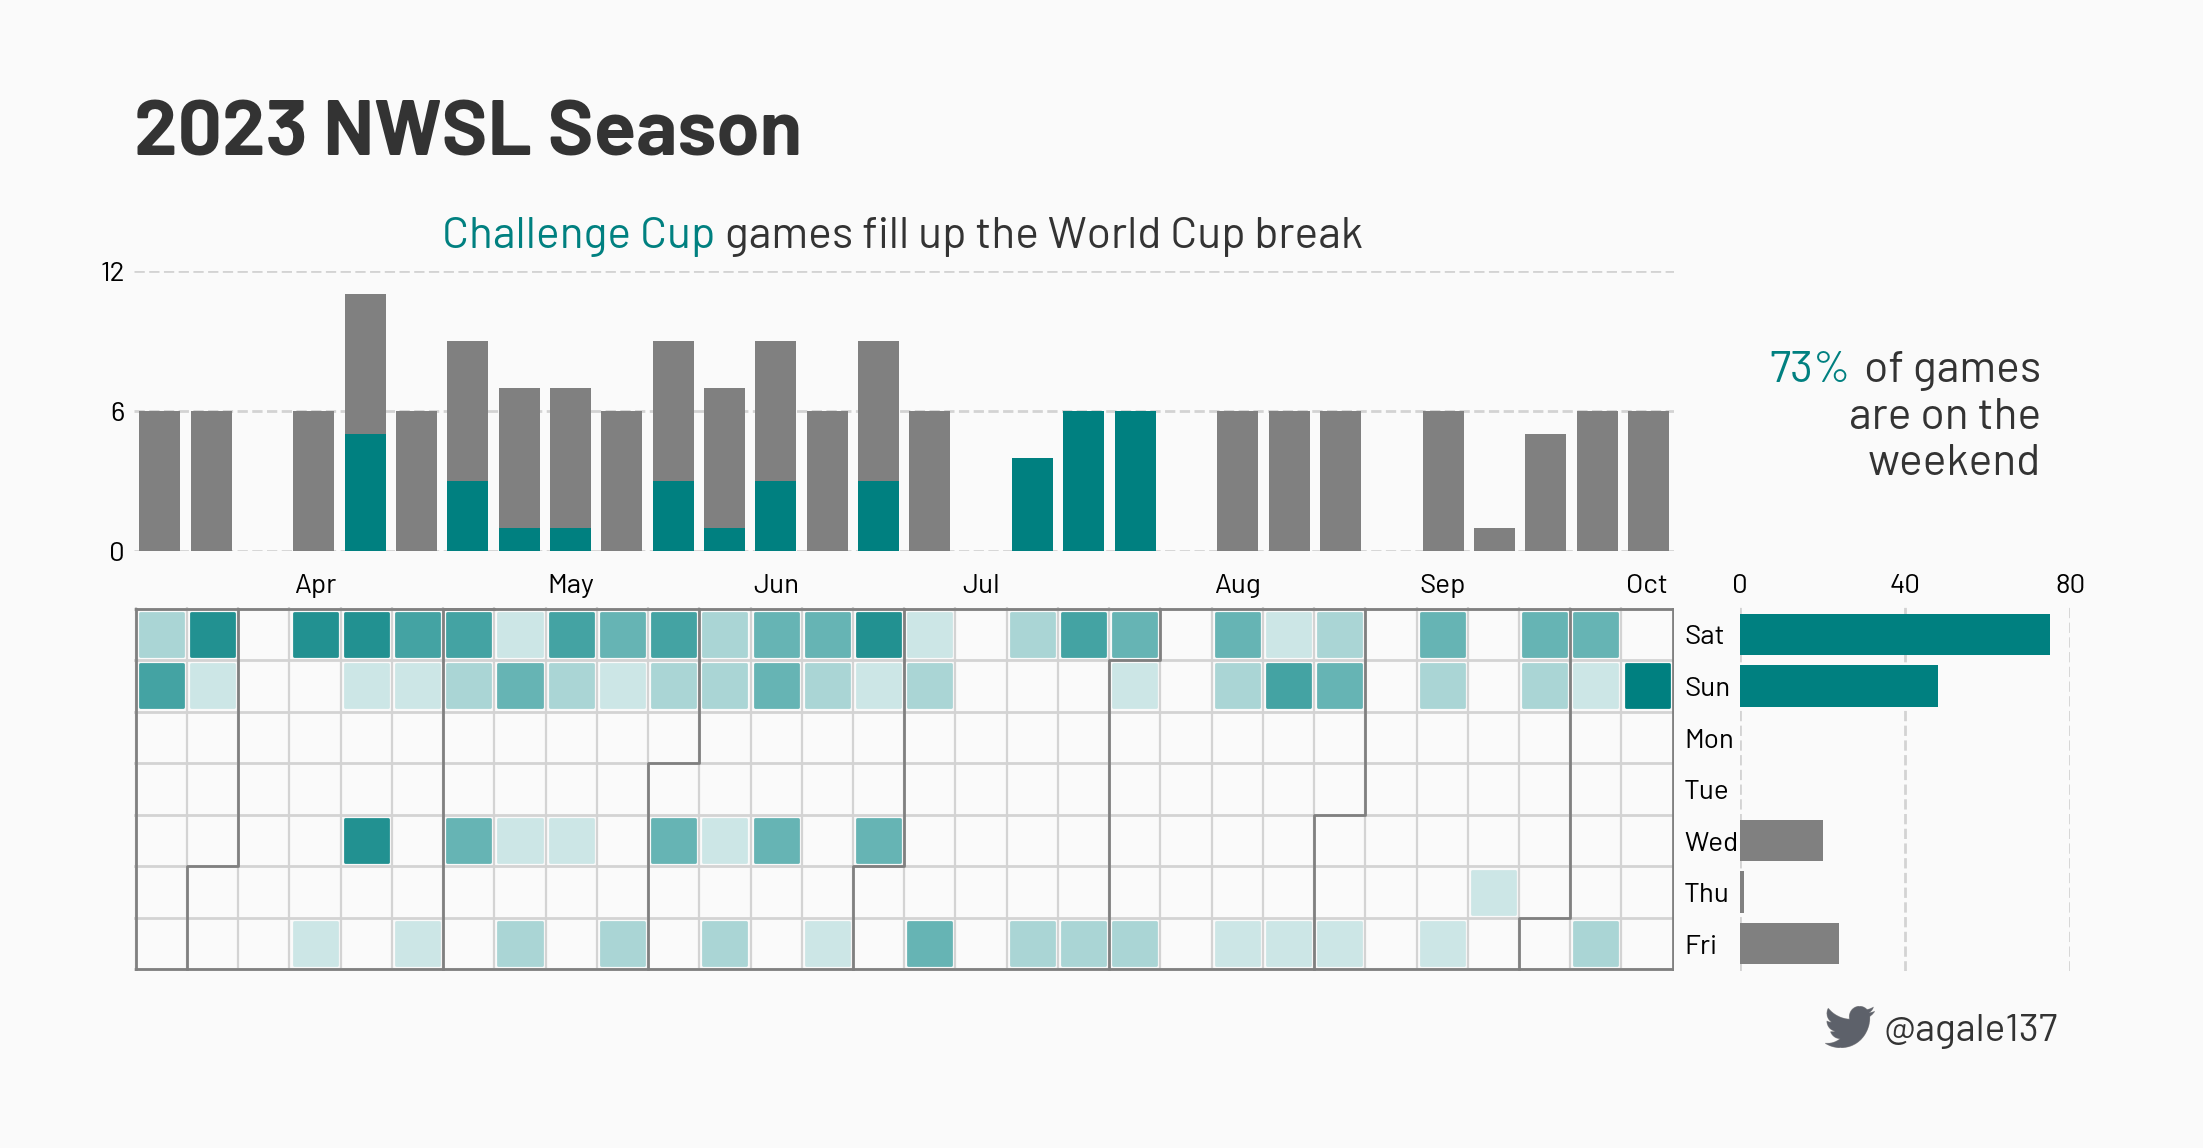 2023 NWSL Season
Challenge Cup games fill up the World Cup break
12
6
0
73% of games
are on the
weekend
Apr May Jun Jul Aug Sep Oct
0 40 80
Sat
Sun
Mon
Tue
Wed
Thu
Fri
@agale137